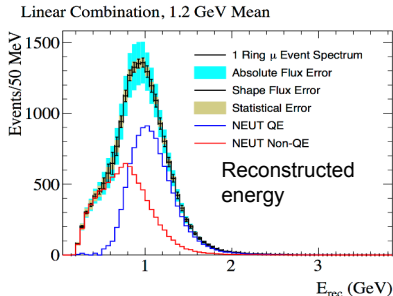 Linear Combination, 1.2 GeV Mean
Events/50 MeV
1500
1000
500
0
1 Ring μ Event Spectrum
Absolute Flux Error
Shape Flux Error
Statistical Error
NEUT QE
NEUT Non-QE
Reconstructed
energy
1 2 3
E_rec (GeV)